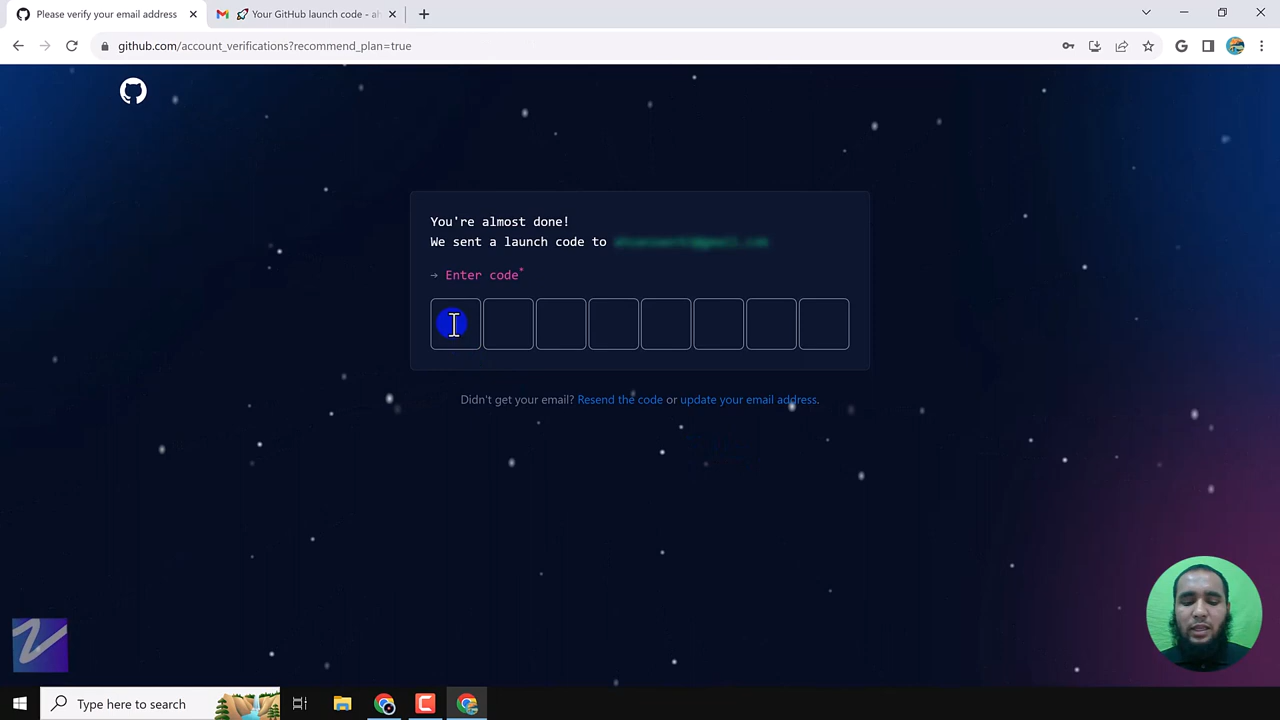 Please verify your email address
🚀 Your GitHub launch code - ah
github.com/account_verifications?recommend_plan=true
You're almost done!
We sent a launch code to
→ Enter code*
Didn't get your email? Resend the code or update your email address.
Type here to search